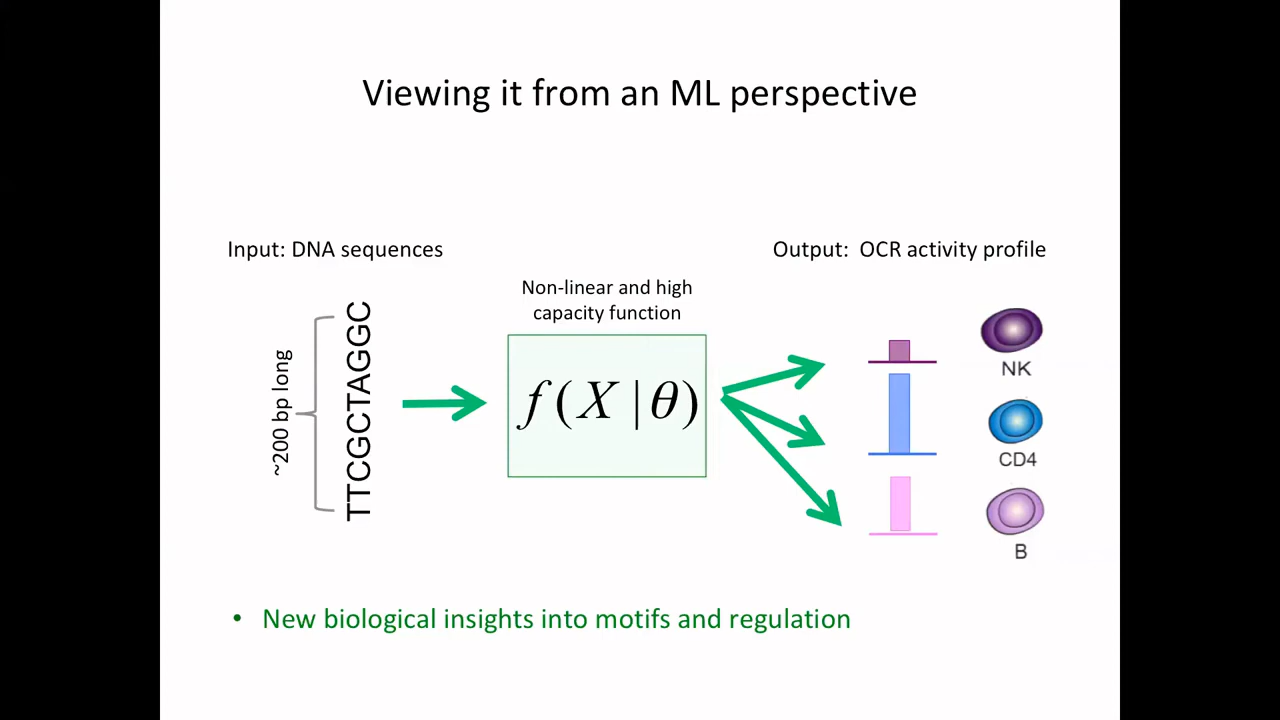 Viewing it from an ML perspective
Input: DNA sequences
Output: OCR activity profile
Non-linear and high
capacity function
~200 bp long
TTCGCTAGGC
f(X|θ)
NK
CD4
B
• New biological insights into motifs and regulation